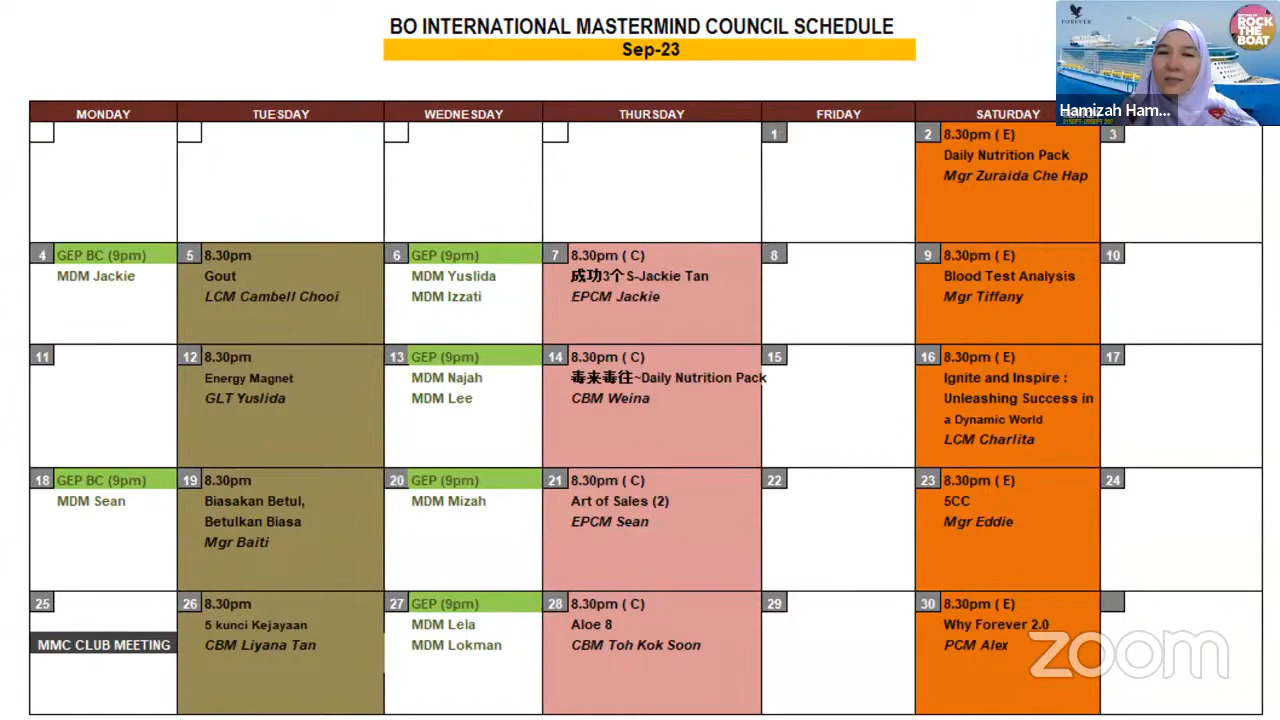 BO INTERNATIONAL MASTERMIND COUNCIL SCHEDULE
Sep-23
FOREVER
ROCK
THE
BOAT
Hamizah Ham...
MONDAY TUESDAY WEDNESDAY THURSDAY FRIDAY SATURDAY
1
2 8.30pm ( E)
Daily Nutrition Pack
Mgr Zuraida Che Hap
3
4 GEP BC (9pm)
MDM Jackie
5 8.30pm
Gout
LCM Cambell Chooi
6 GEP (9pm)
MDM Yuslida
MDM Izzati
7 8.30pm ( C)
成功3个S-Jackie Tan
EPCM Jackie
8
9 8.30pm ( E)
Blood Test Analysis
Mgr Tiffany
10
11
12 8.30pm
Energy Magnet
GLT Yuslida
13 GEP (9pm)
MDM Najah
MDM Lee
14 8.30pm ( C)
毒来毒往~Daily Nutrition Pack
CBM Weina
15
16 8.30pm ( E)
Ignite and Inspire :
Unleashing Success in
a Dynamic World
LCM Charlita
17
18 GEP BC (9pm)
MDM Sean
19 8.30pm
Biasakan Betul,
Betulkan Biasa
Mgr Baiti
20 GEP (9pm)
MDM Mizah
21 8.30pm ( C)
Art of Sales (2)
EPCM Sean
22
23 8.30pm ( E)
5CC
Mgr Eddie
24
25
MMC CLUB MEETING
26 8.30pm
5 kunci Kejayaan
CBM Liyana Tan
27 GEP (9pm)
MDM Lela
MDM Lokman
28 8.30pm ( C)
Aloe 8
CBM Toh Kok Soon
29
30 8.30pm ( E)
Why Forever 2.0
PCM Alex
zoom